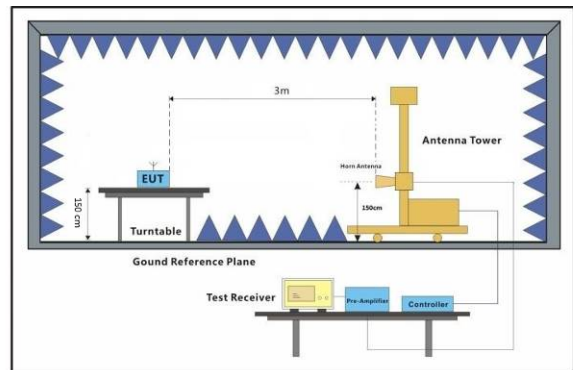 3m
Antenna Tower
Horn Antenna
EUT
150 cm
150cm
Turntable
Gound Reference Plane
Test Receiver
Pre-Amplifier
Controller